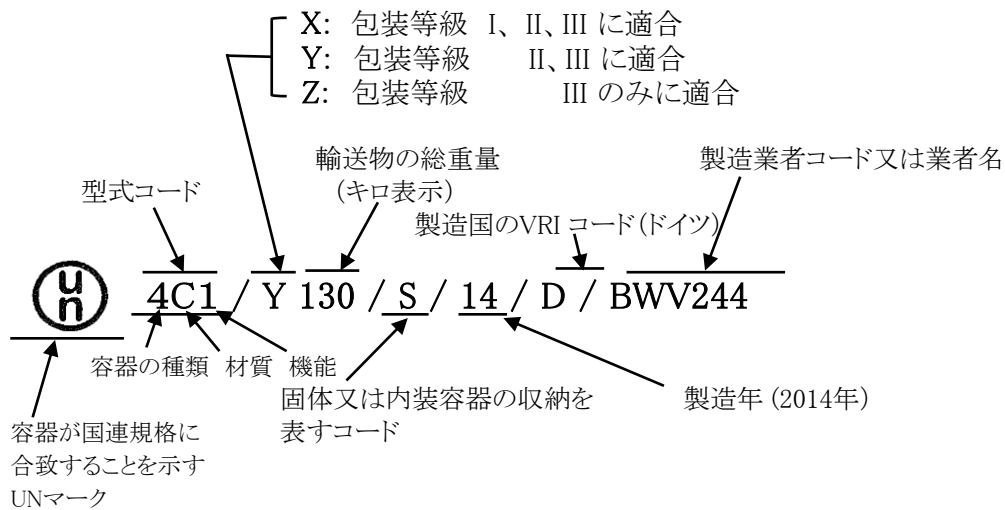 X: 包装等級 I、II、III に適合
Y: 包装等級 II、III に適合
Z: 包装等級 III のみに適合
輸送物の総重量
(キロ表示)
製造業者コード又は業者名
型式コード
製造国のVRI コード(ドイツ)
un 4C1 / Y 130 / S / 14 / D / BWV244
容器の種類 材質 機能
固体又は内装容器の収納を
表すコード
製造年 (2014年)
容器が国連規格に
合致することを示す
UNマーク